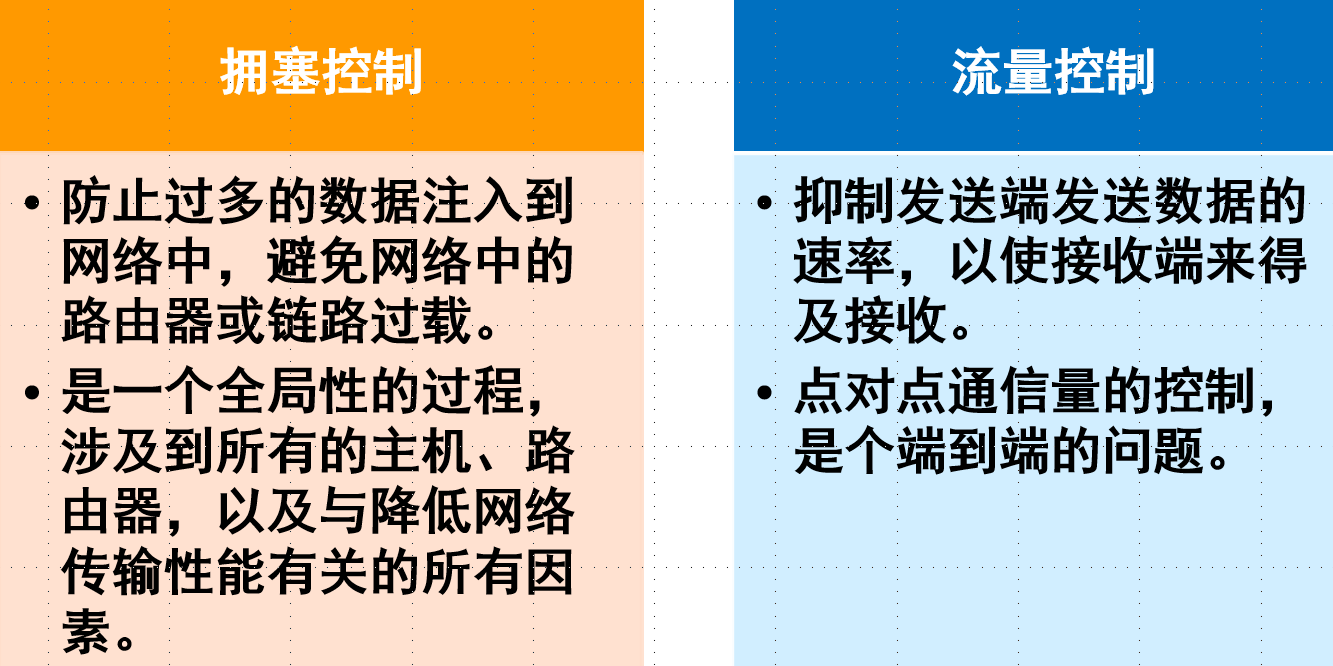 拥塞控制
• 防止过多的数据注入到
网络中，避免网络中的
路由器或链路过载。
• 是一个全局性的过程，
涉及到所有的主机、路
由器，以及与降低网络
传输性能有关的所有因
素。
流量控制
• 抑制发送端发送数据的
速率，以使接收端来得
及接收。
• 点对点通信量的控制，
是个端到端的问题。